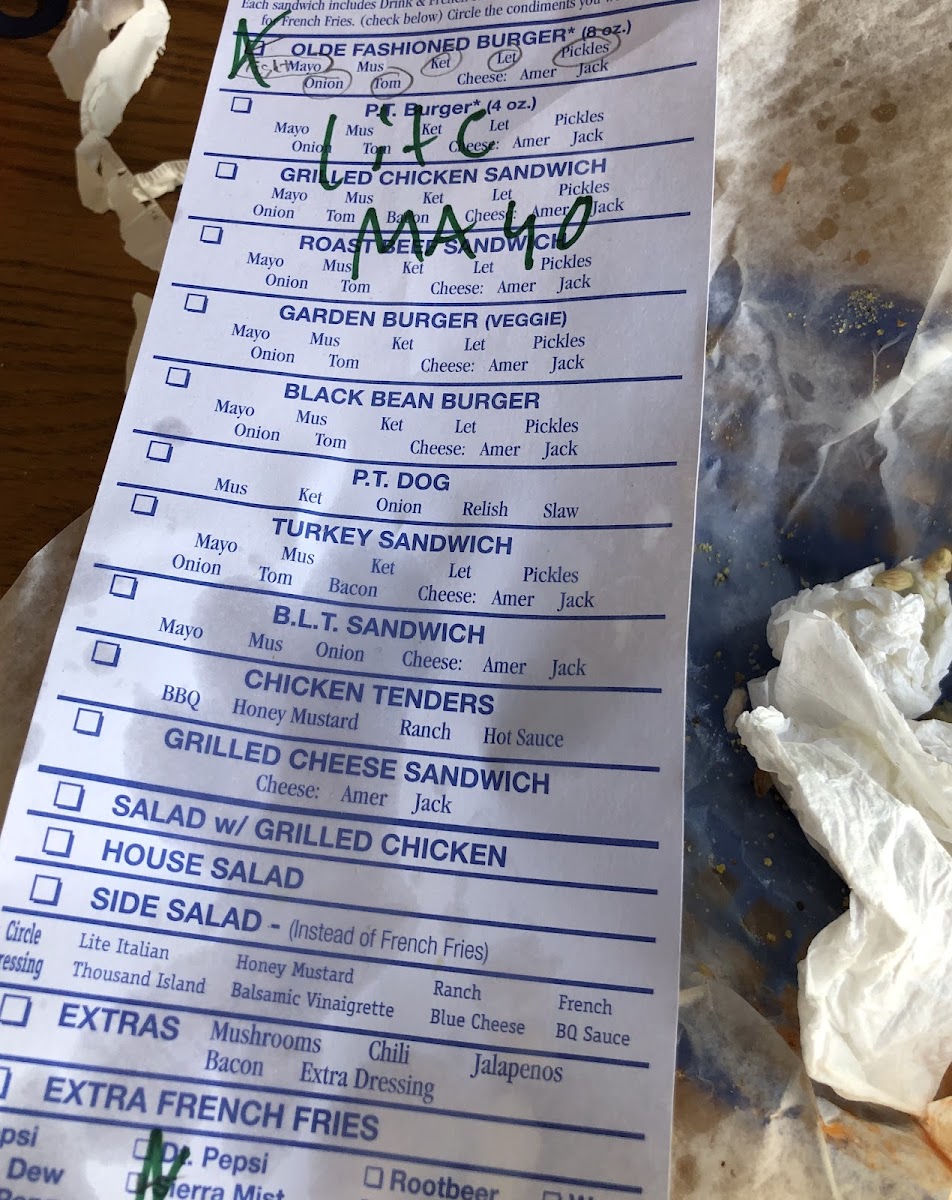 Each sandwich includes Drink & French
for French Fries. (check below) Circle the condiments you
OLDE FASHIONED BURGER* (8 oz.)
Mayo Mus Ket Let Pickles
Onion Tom Cheese: Amer Jack
P.T. Burger* (4 oz.)
Mayo Mus Ket Let Pickles
Onion Tom Cheese: Amer Jack
Lite
GRILLED CHICKEN SANDWICH
Mayo Mus Ket Let Pickles
Onion Tom Bacon Cheese: Amer Jack
MAYO
ROAST BEEF SANDWICH
Mayo Mus Ket Let Pickles
Onion Tom Cheese: Amer Jack
GARDEN BURGER (VEGGIE)
Mayo Mus Ket Let Pickles
Onion Tom Cheese: Amer Jack
BLACK BEAN BURGER
Mayo Mus Ket Let Pickles
Onion Tom Cheese: Amer Jack
P.T. DOG
Mus Ket Onion Relish Slaw
TURKEY SANDWICH
Mayo Mus Ket Let Pickles
Onion Tom Bacon Cheese: Amer Jack
B.L.T. SANDWICH
Mayo Mus Onion Cheese: Amer Jack
CHICKEN TENDERS
BBQ Honey Mustard Ranch Hot Sauce
GRILLED CHEESE SANDWICH
Cheese: Amer Jack
SALAD w/ GRILLED CHICKEN
HOUSE SALAD
SIDE SALAD - (Instead of French Fries)
Circle Lite Italian Honey Mustard Ranch French
ressing Thousand Island Balsamic Vinaigrette Blue Cheese BQ Sauce
EXTRAS Mushrooms Chili Jalapenos
Bacon Extra Dressing
EXTRA FRENCH FRIES
psi Dr. Pepsi
Dew Sierra Mist Rootbeer